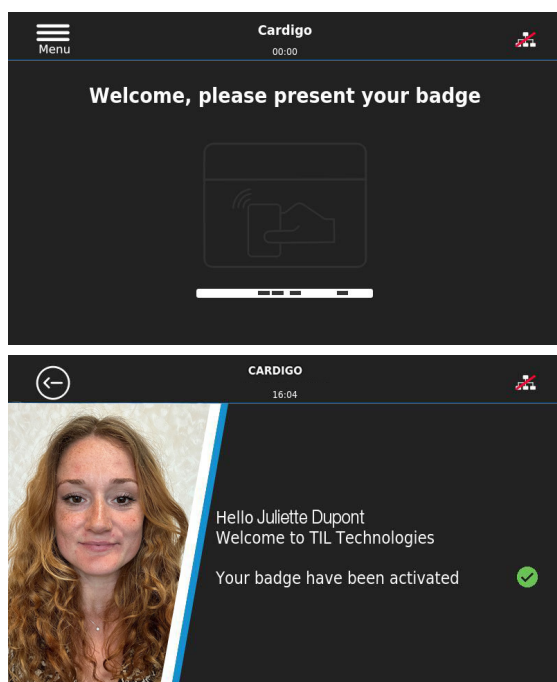 Cardigo
Menu
00:00
Welcome, please present your badge
CARDIGO
16:04
Hello Juliette Dupont
Welcome to TIL Technologies
Your badge have been activated